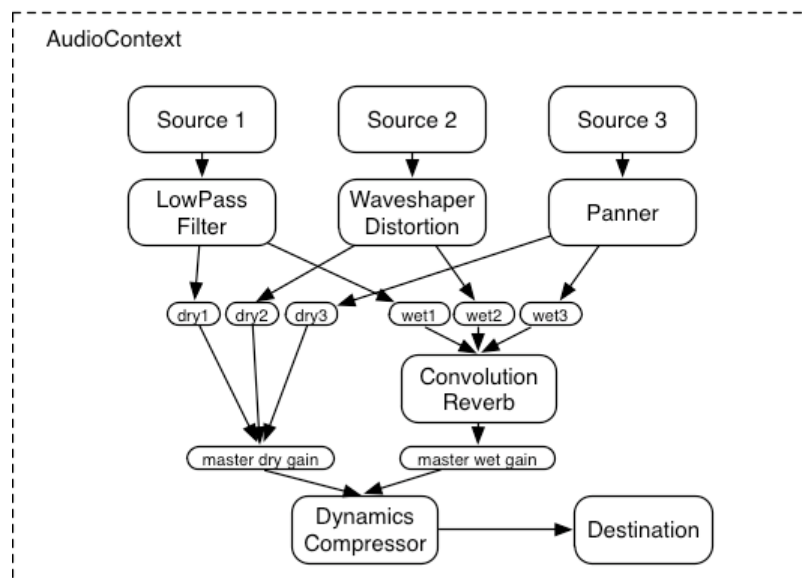 AudioContext
Source 1
Source 2
Source 3
LowPass
Filter
Waveshaper
Distortion
Panner
dry1
dry2
dry3
wet1
wet2
wet3
Convolution
Reverb
master dry gain
master wet gain
Dynamics
Compressor
Destination